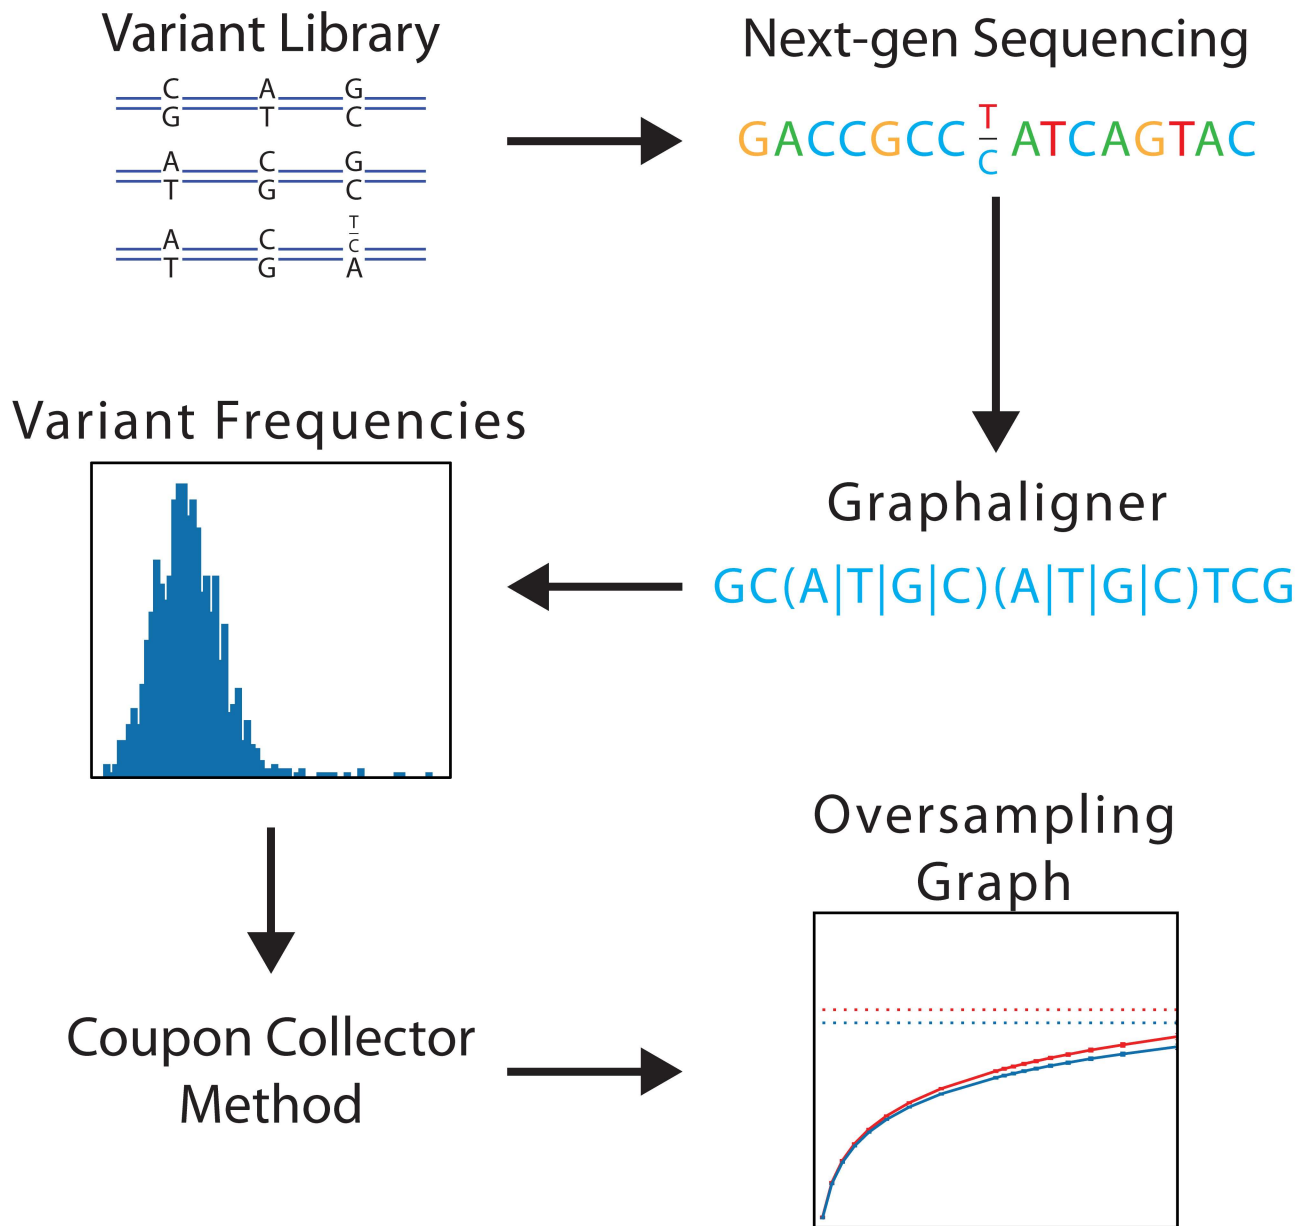 Variant Library
C A G
G T C
A C G
T G C
T
C
A C
T G A
Next-gen Sequencing
T
GACCGCC ATCAGTAC
C
Graphaligner
GC(A|T|G|C)(A|T|G|C)TCG
Variant Frequencies
Coupon Collector
Method
Oversampling
Graph